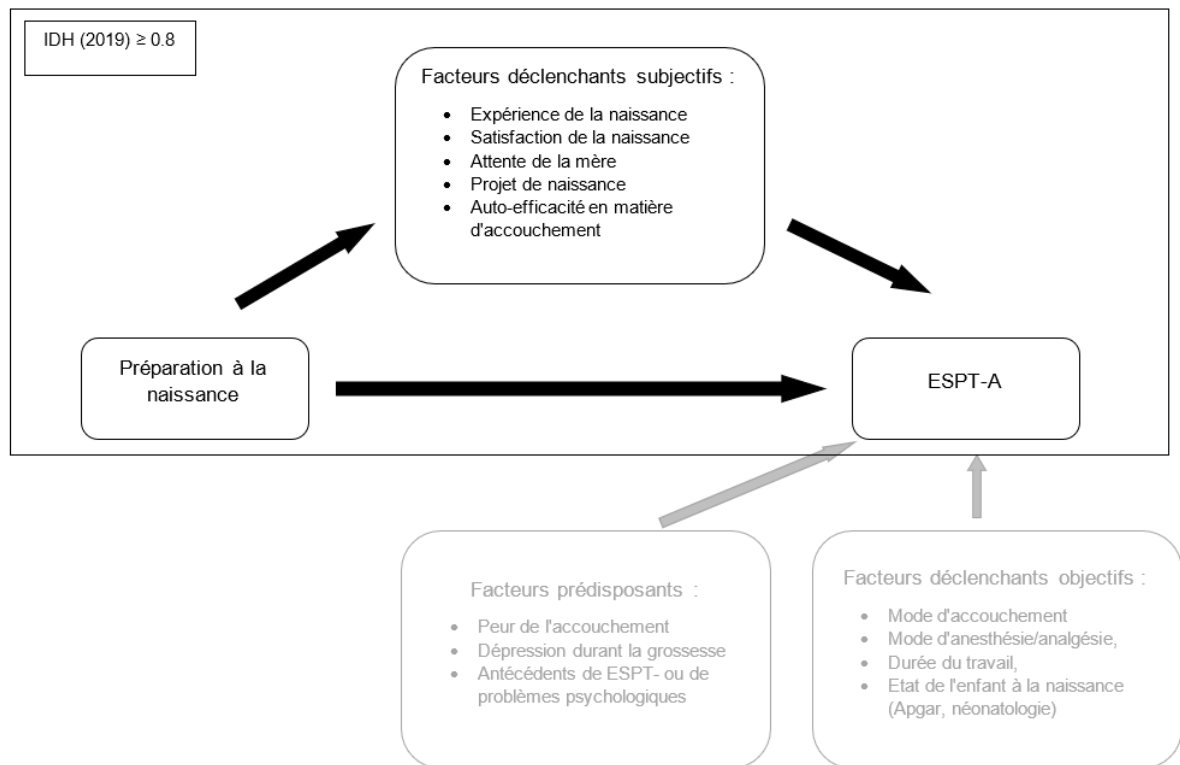 IDH (2019) ≥ 0.8
Facteurs déclenchants subjectifs :
• Expérience de la naissance
• Satisfaction de la naissance
• Attente de la mère
• Projet de naissance
• Auto-efficacité en matière
d'accouchement
Préparation à la
naissance
ESPT-A
Facteurs prédisposants :
• Peur de l'accouchement
• Dépression durant la grossesse
• Antécédents de ESPT- ou de
problèmes psychologiques
Facteurs déclenchants objectifs :
• Mode d'accouchement
• Mode d'anesthésie/analgésie,
• Durée du travail,
• Etat de l'enfant à la naissance
(Apgar, néonatologie)